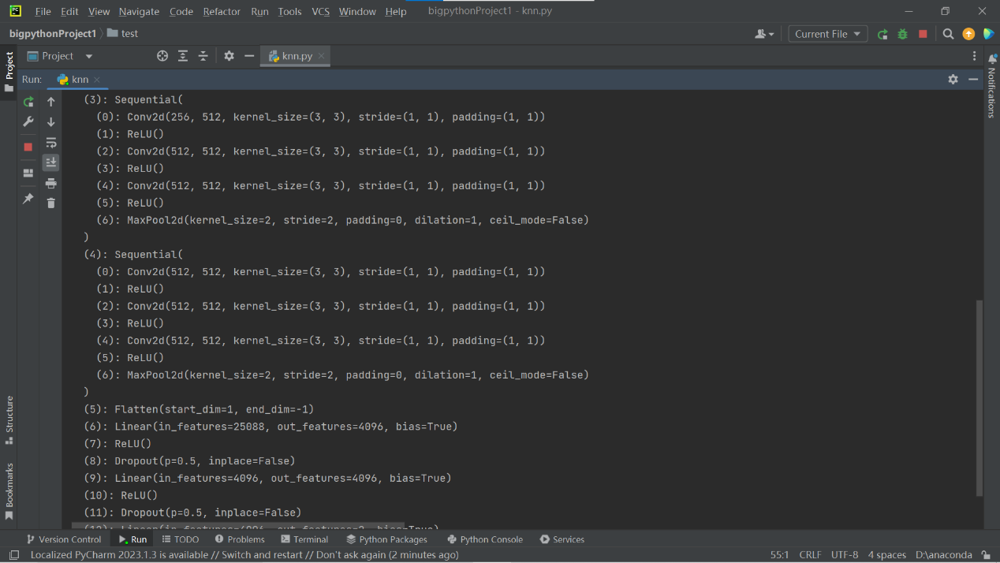 PC File Edit View Navigate Code Refactor Run Tools VCS Window Help bigpythonProject1 - knn.py
bigpythonProject1 test Current File
Project knn.py
Run: knn
(3): Sequential(
(0): Conv2d(256, 512, kernel_size=(3, 3), stride=(1, 1), padding=(1, 1))
(1): ReLU()
(2): Conv2d(512, 512, kernel_size=(3, 3), stride=(1, 1), padding=(1, 1))
(3): ReLU()
(4): Conv2d(512, 512, kernel_size=(3, 3), stride=(1, 1), padding=(1, 1))
(5): ReLU()
(6): MaxPool2d(kernel_size=2, stride=2, padding=0, dilation=1, ceil_mode=False)
)
(4): Sequential(
(0): Conv2d(512, 512, kernel_size=(3, 3), stride=(1, 1), padding=(1, 1))
(1): ReLU()
(2): Conv2d(512, 512, kernel_size=(3, 3), stride=(1, 1), padding=(1, 1))
(3): ReLU()
(4): Conv2d(512, 512, kernel_size=(3, 3), stride=(1, 1), padding=(1, 1))
(5): ReLU()
(6): MaxPool2d(kernel_size=2, stride=2, padding=0, dilation=1, ceil_mode=False)
)
(5): Flatten(start_dim=1, end_dim=-1)
(6): Linear(in_features=25088, out_features=4096, bias=True)
(7): ReLU()
(8): Dropout(p=0.5, inplace=False)
(9): Linear(in_features=4096, out_features=4096, bias=True)
(10): ReLU()
(11): Dropout(p=0.5, inplace=False)
Project
Structure
Bookmarks
Notifications
Version Control Run TODO Problems Terminal Python Packages Python Console Services
Localized PyCharm 2023.1.3 is available // Switch and restart // Don't ask again (2 minutes ago) 55:1 CRLF UTF-8 4 spaces D:\anaconda